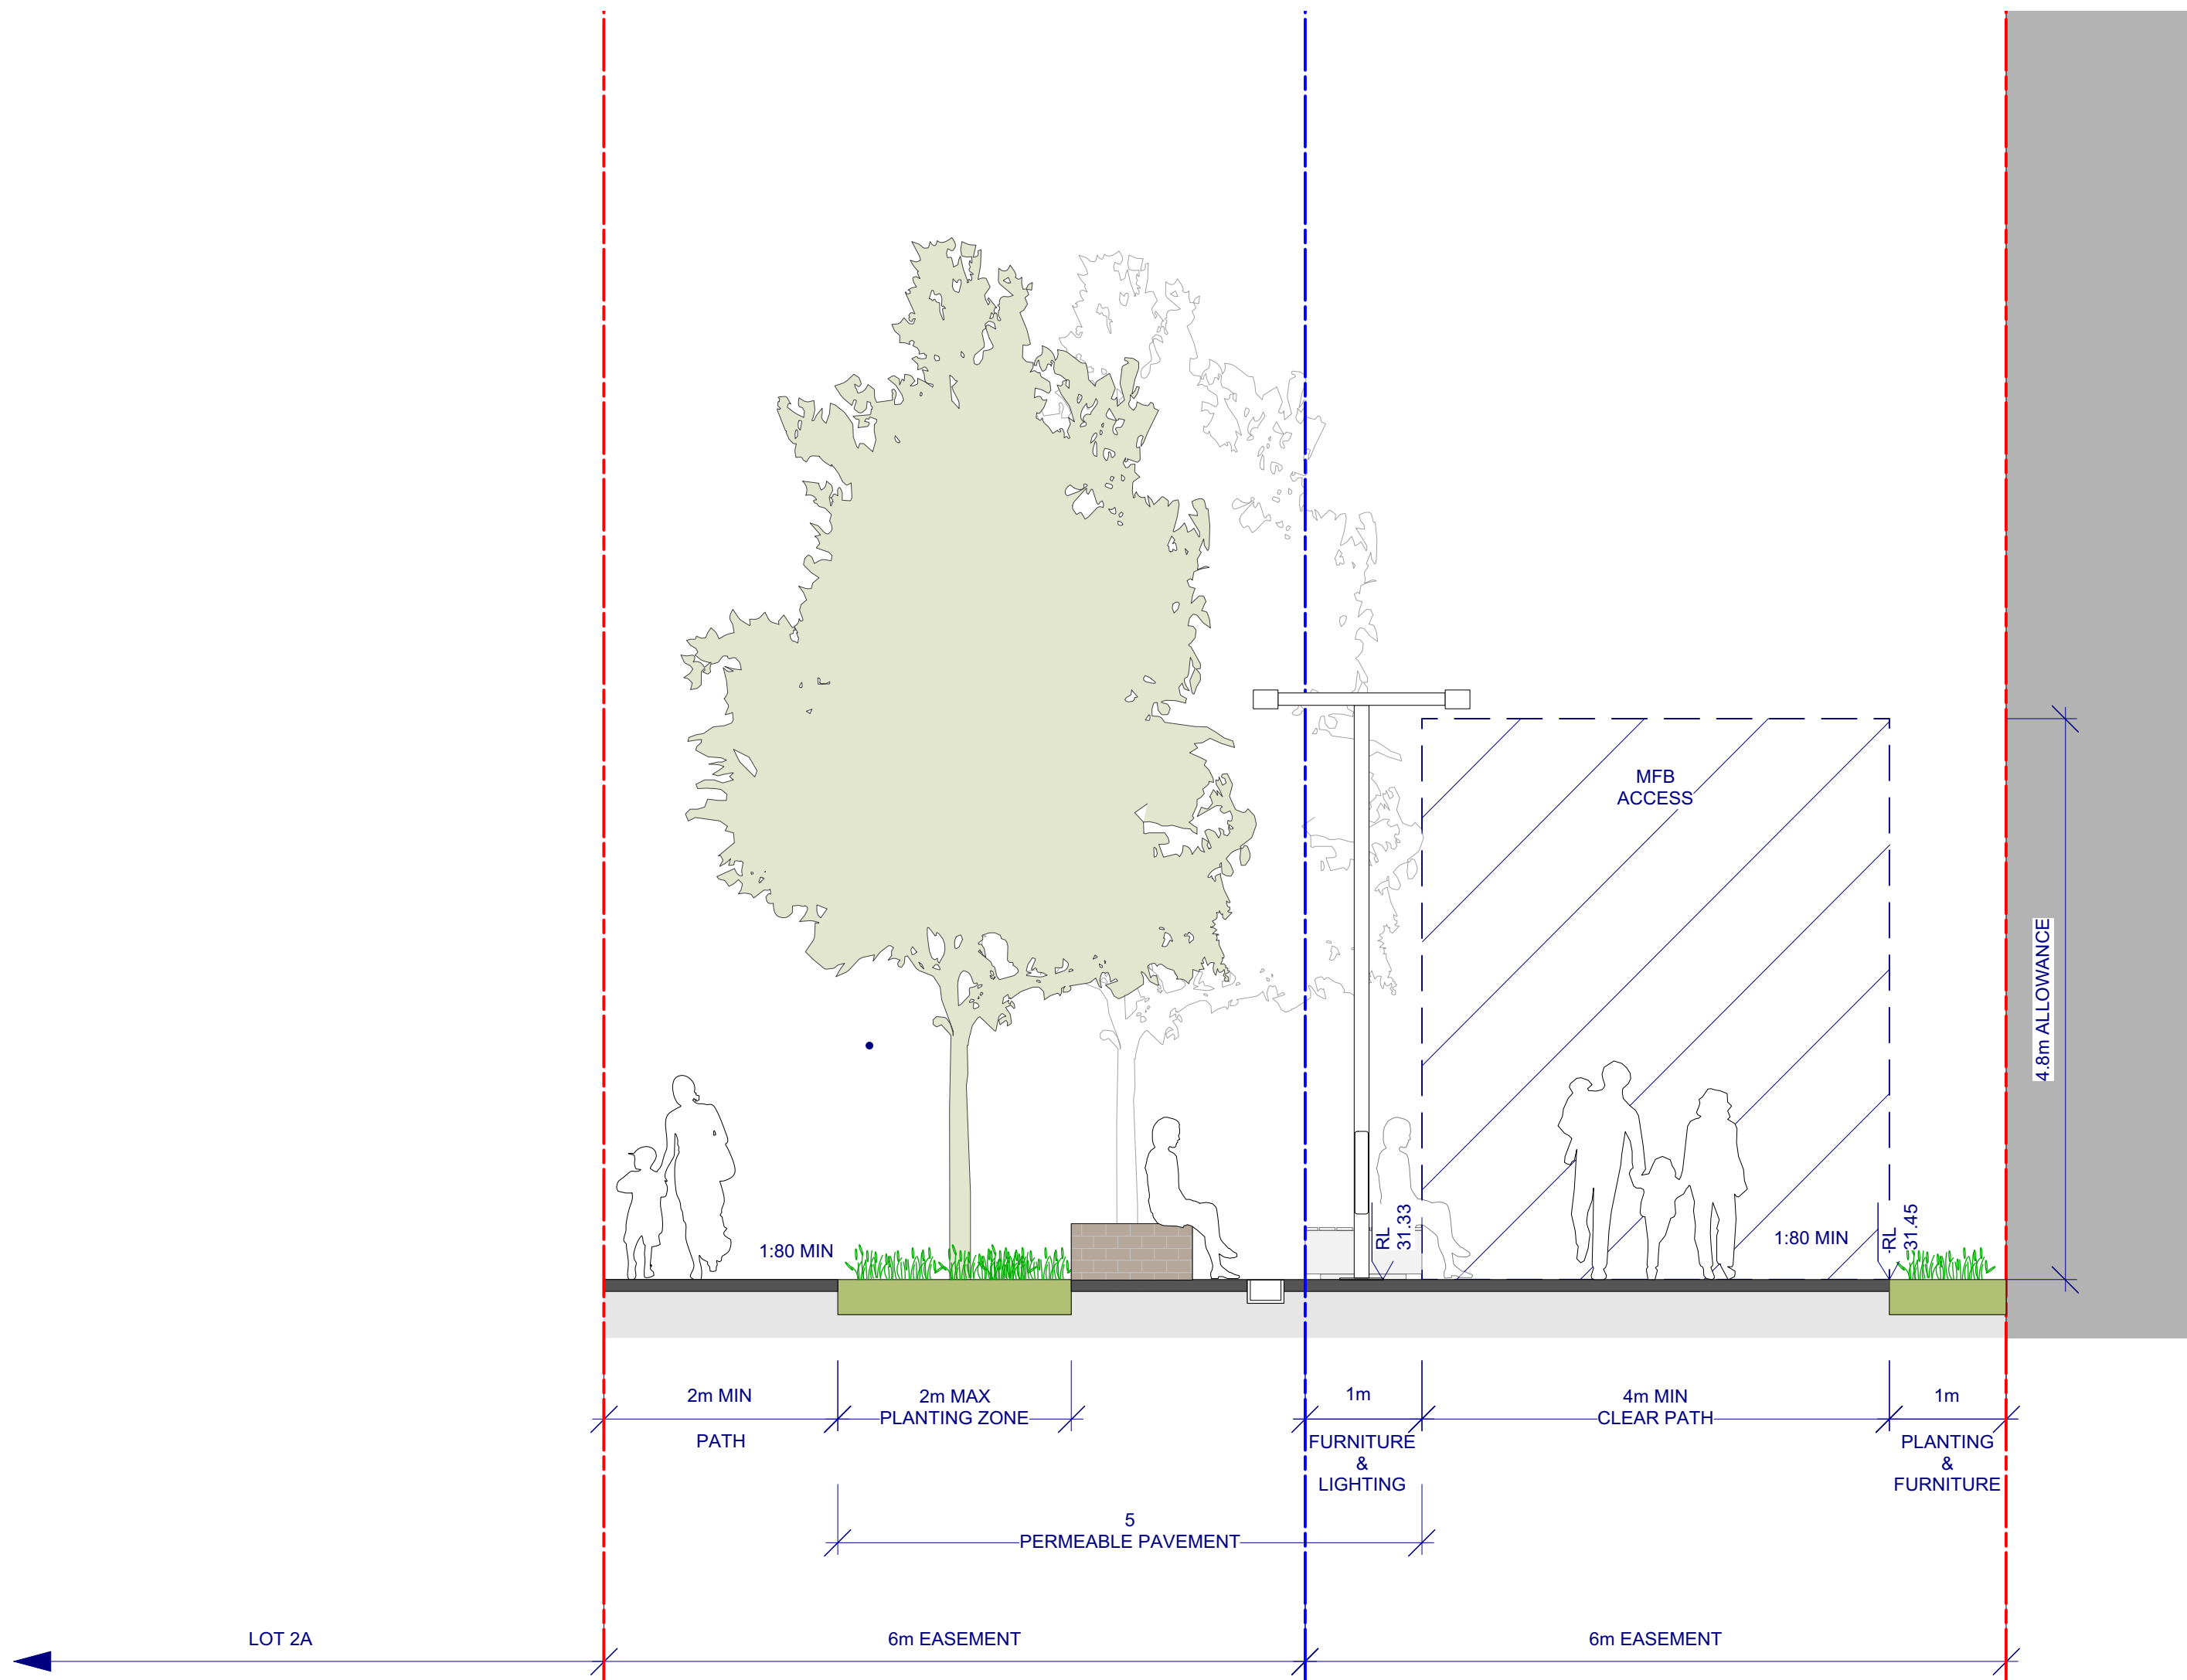 MFB
ACCESS
4.8m ALLOWANCE
RL
31.33
RL
31.45
1:80 MIN
1:80 MIN
2m MIN
PATH
2m MAX
PLANTING ZONE
1m
FURNITURE
&
LIGHTING
4m MIN
CLEAR PATH
1m
PLANTING
&
FURNITURE
5
PERMEABLE PAVEMENT
LOT 2A
6m EASEMENT
6m EASEMENT